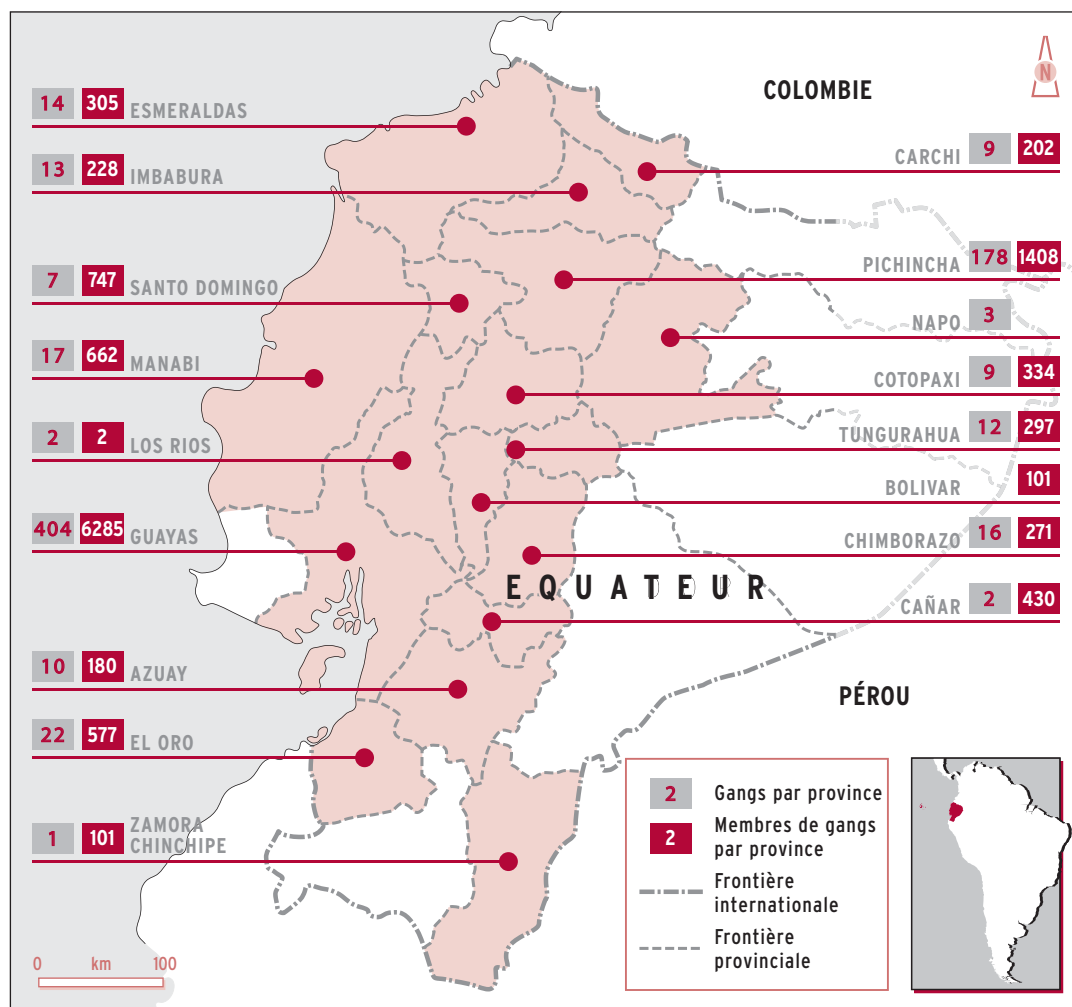 COLOMBIE
N
14 305 ESMERALDAS
13 228 IMBABURA
7 747 SANTO DOMINGO
17 662 MANABI
2 2 LOS RIOS
404 6285 GUAYAS
10 180 AZUAY
22 577 EL ORO
1 101 ZAMORA
CHINCHIPE
CARCHI 9 202
PICHINCHA 178 1408
NAPO 3
COTOPAXI 9 334
TUNGURAHUA 12 297
BOLIVAR 101
CHIMBORAZO 16 271
CAÑAR 2 430
EQUATEUR
PÉROU
2 Gangs par province
2 Membres de gangs
par province
Frontière
internationale
Frontière
provinciale
0 km 100